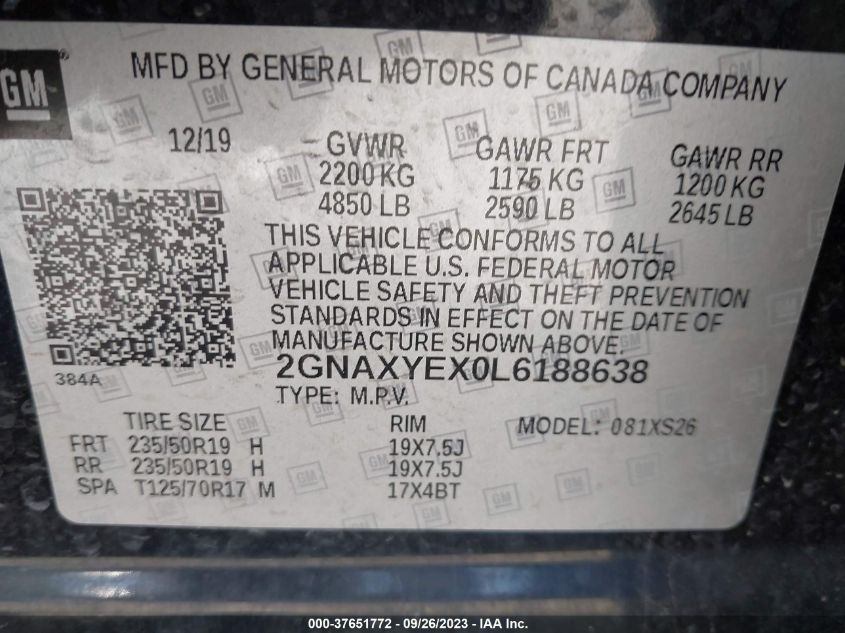 GM
MFD BY GENERAL MOTORS OF CANADA COMPANY
12/19 GVWR GAWR FRT GAWR RR
2200 KG 1175 KG 1200 KG
4850 LB 2590 LB 2645 LB
THIS VEHICLE CONFORMS TO ALL
APPLICABLE U.S. FEDERAL MOTOR
VEHICLE SAFETY AND THEFT PREVENTION
STANDARDS IN EFFECT ON THE DATE OF
MANUFACTURE SHOWN ABOVE.
384A 2GNAXYEX0L6188638
TYPE: M.P.V.
TIRE SIZE RIM MODEL: 081XS26
FRT 235/50R19 H 19X7.5J
RR 235/50R19 H 19X7.5J
SPA T125/70R17 M 17X4BT
000-37651772 - 09/26/2023 - IAA Inc.